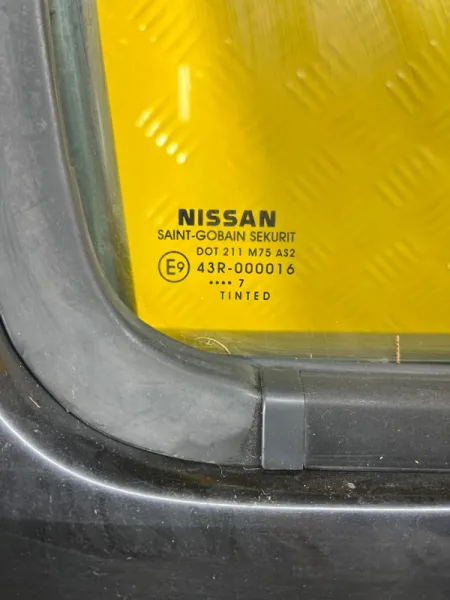 NISSAN
SAINT-GOBAIN SEKURIT
DOT 211 M75 AS2
E9 43R-000016
•••• 7
TINTED